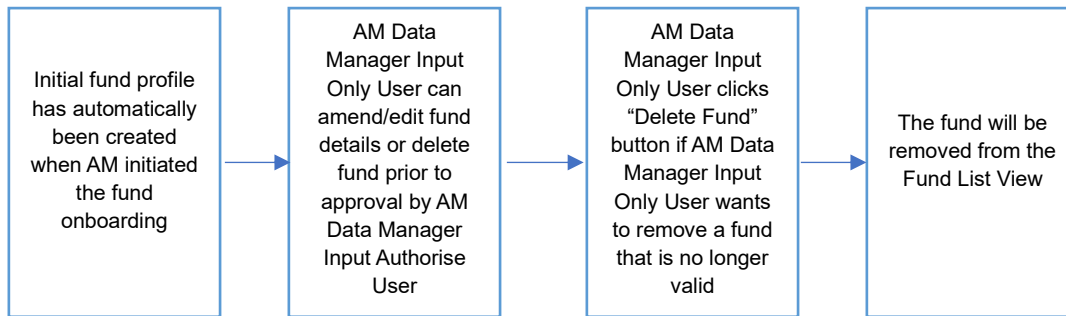 Initial fund profile
has automatically
been created
when AM initiated
the fund
onboarding
AM Data
Manager Input
Only User can
amend/edit fund
details or delete
fund prior to
approval by AM
Data Manager
Input Authorise
User
AM Data
Manager Input
Only User clicks
“Delete Fund”
button if AM Data
Manager Input
Only User wants
to remove a fund
that is no longer
valid
The fund will be
removed from the
Fund List View